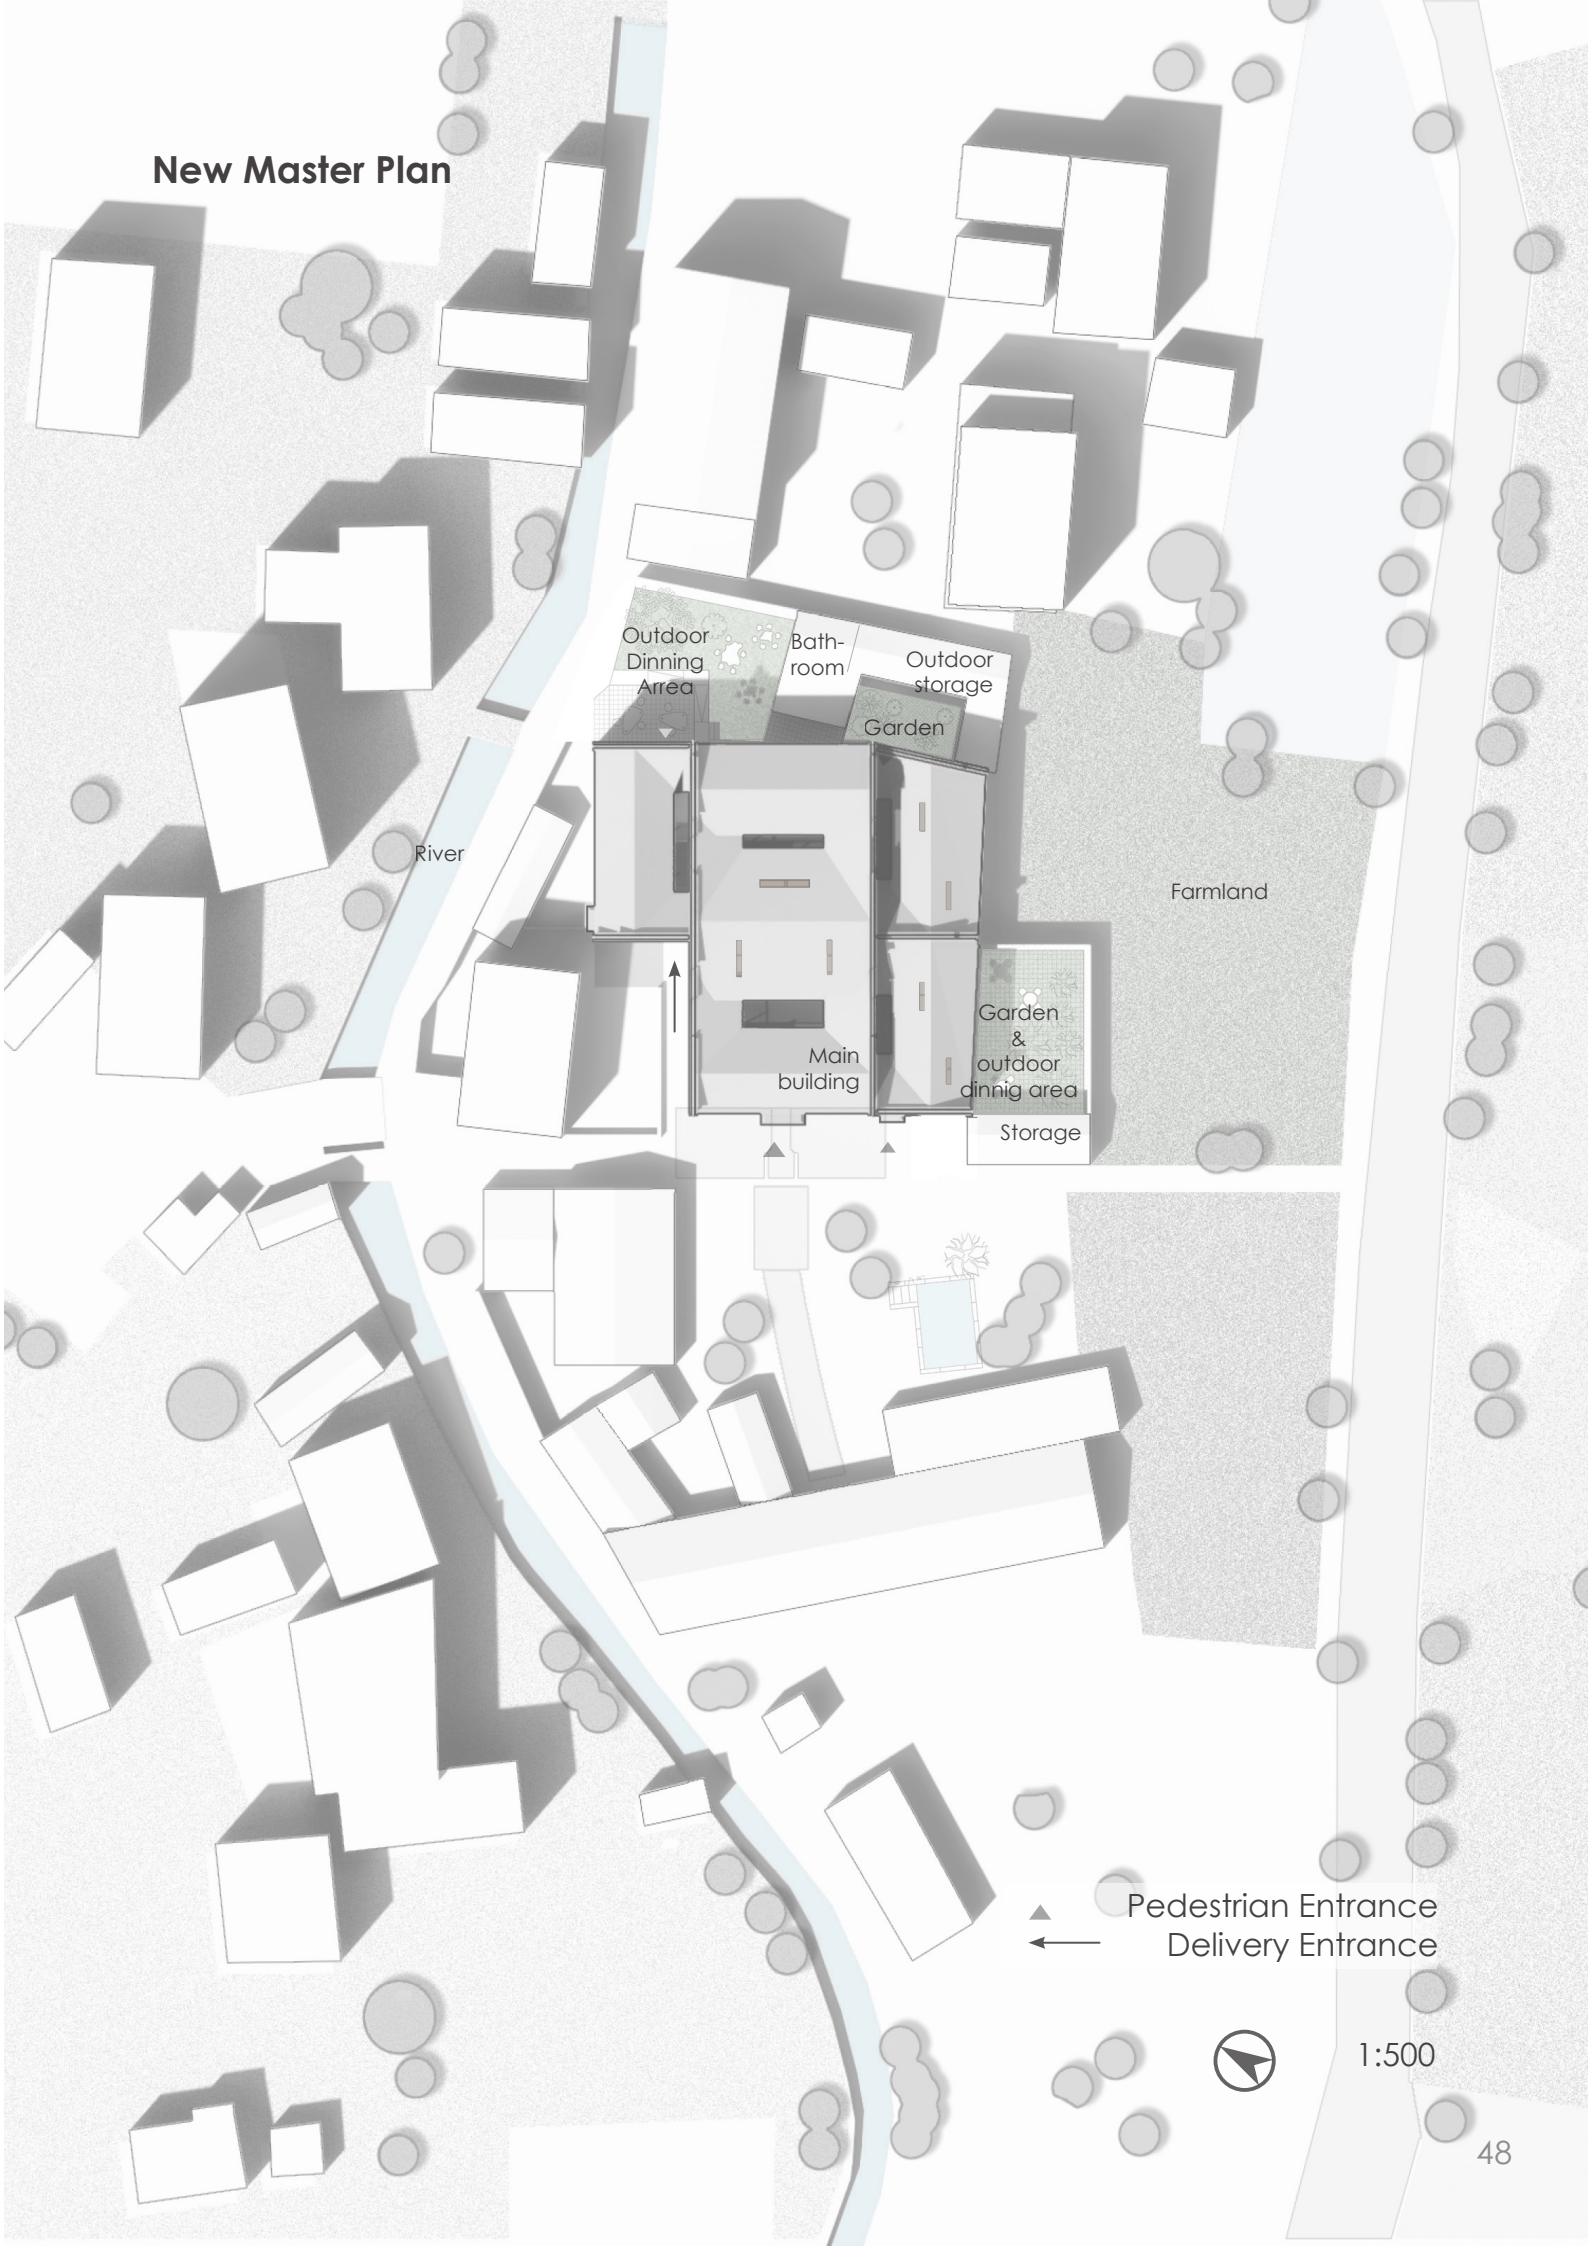 New Master Plan
Outdoor
Dinning
Arrea
Bath-
room
Outdoor
storage
Garden
River
Farmland
Garden
&
outdoor
dinnig area
Main
building
Storage
Pedestrian Entrance
Delivery Entrance
1:500
48